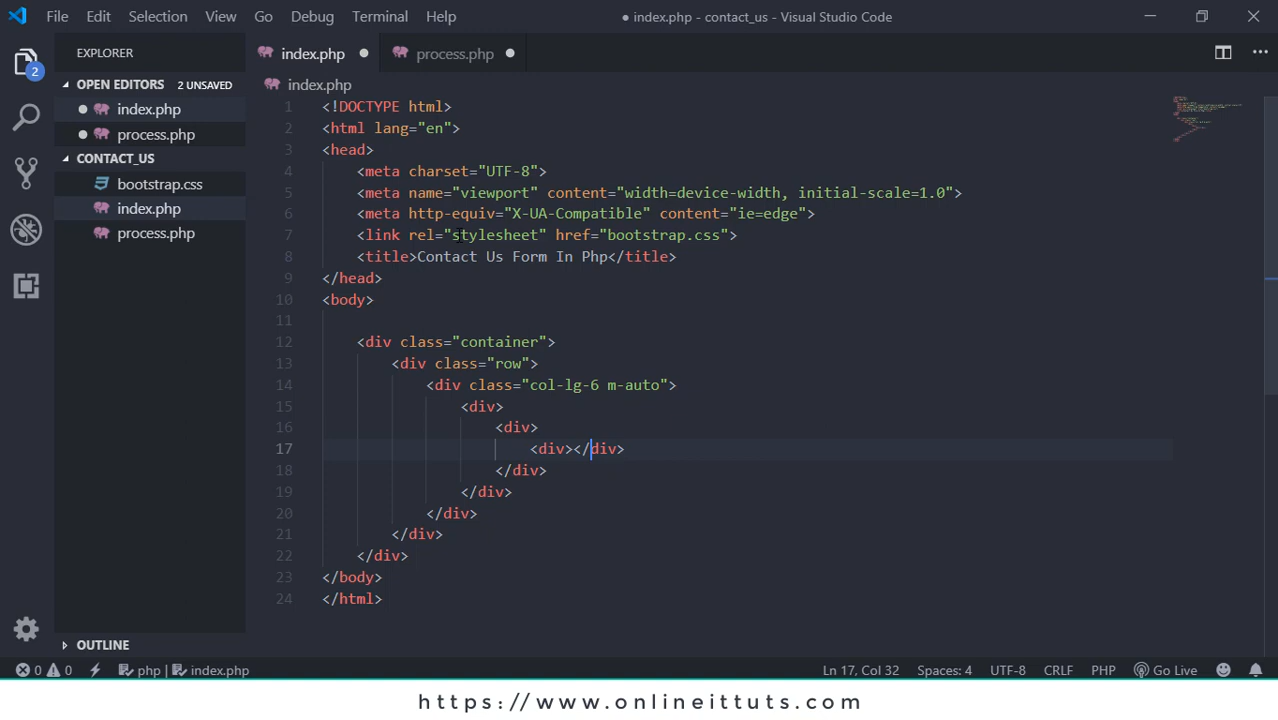 File Edit Selection View Go Debug Terminal Help
● index.php - contact_us - Visual Studio Code
EXPLORER
OPEN EDITORS 2 UNSAVED
index.php
process.php
CONTACT_US
bootstrap.css
index.php
process.php
OUTLINE
2
index.php
process.php
index.php
1 <!DOCTYPE html>
2 <html lang="en">
3 <head>
4 <meta charset="UTF-8">
5 <meta name="viewport" content="width=device-width, initial-scale=1.0">
6 <meta http-equiv="X-UA-Compatible" content="ie=edge">
7 <link rel="stylesheet" href="bootstrap.css">
8 <title>Contact Us Form In Php</title>
9 </head>
10 <body>
11
12 <div class="container">
13 <div class="row">
14 <div class="col-lg-6 m-auto">
15 <div>
16 <div>
17 <div></div>
18 </div>
19 </div>
20 </div>
21 </div>
22 </div>
23 </body>
24 </html>
0 0 php | index.php Ln 17, Col 32 Spaces: 4 UTF-8 CRLF PHP Go Live
https://www.onlineittuts.com